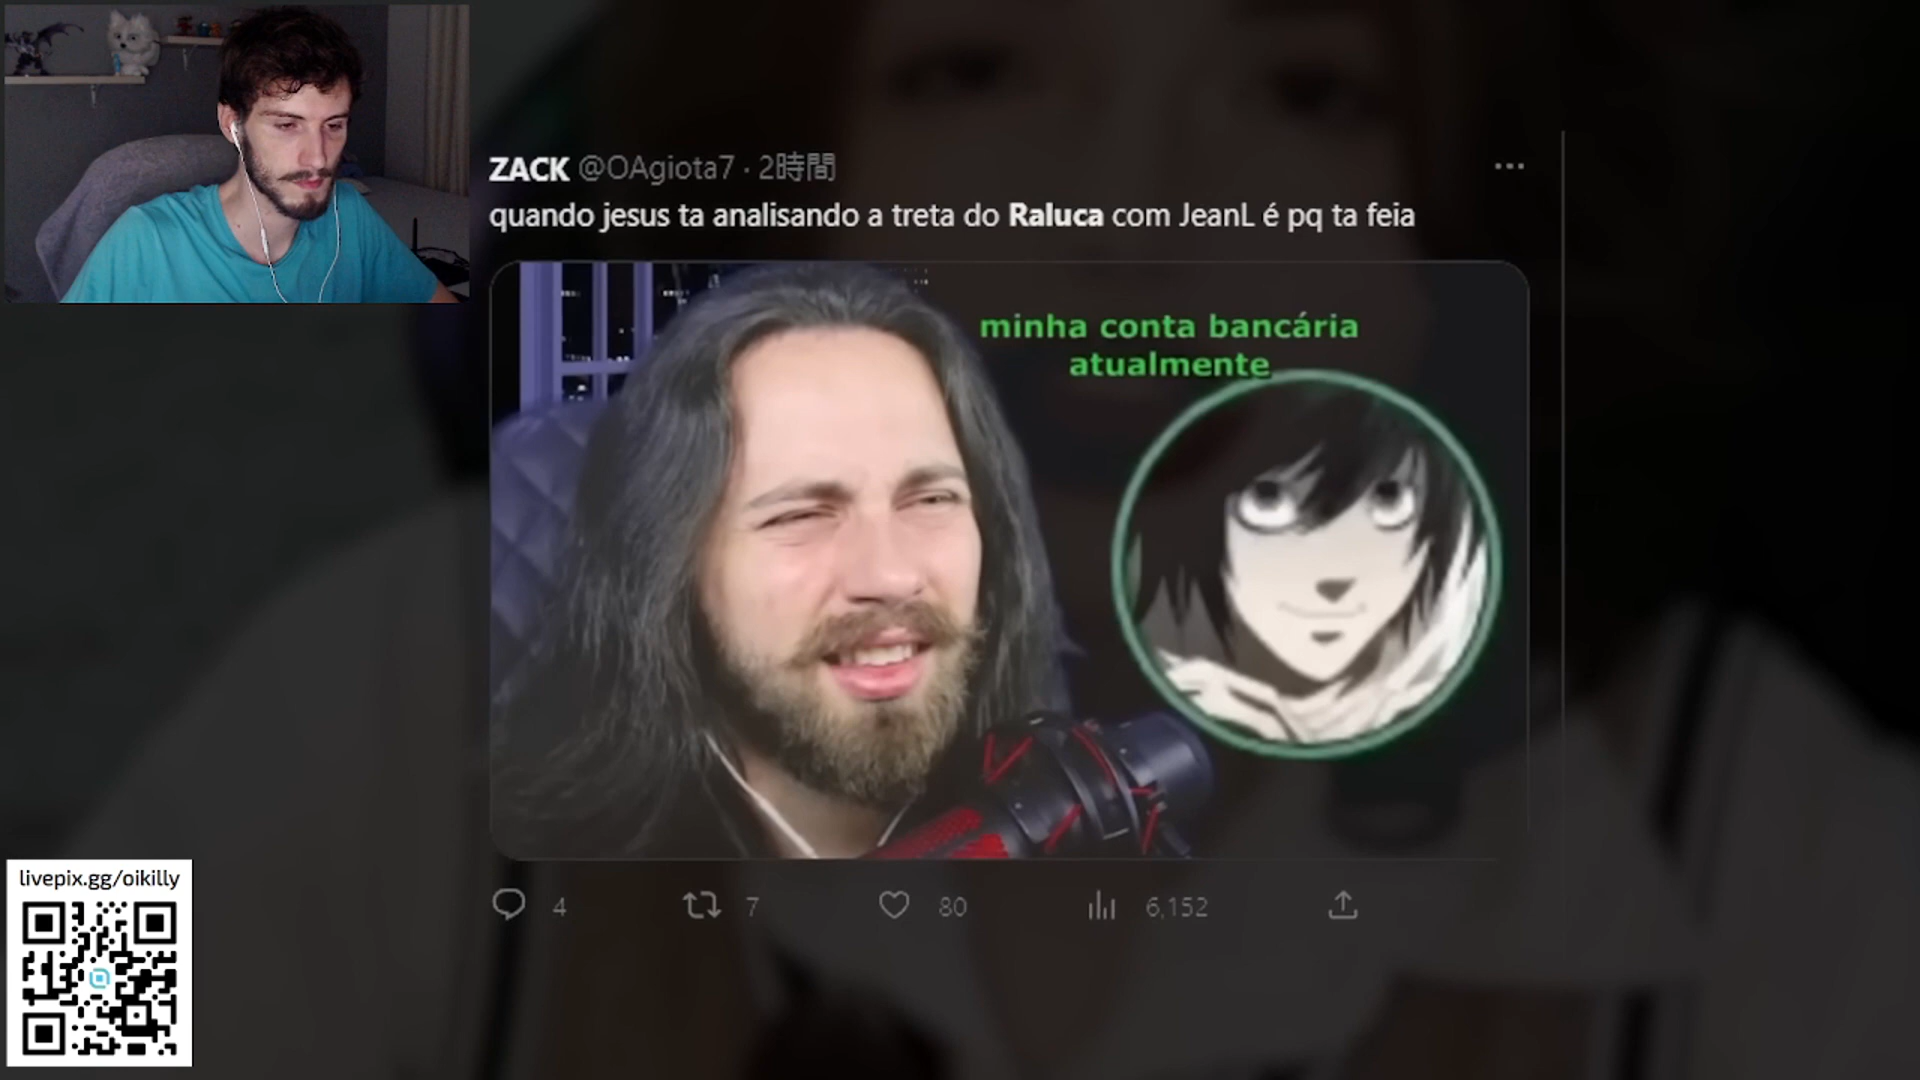 ZACK @OAgiota7 · 2時間
quando jesus ta analisando a treta do Raluca com JeanL é pq ta feia
minha conta bancária
atualmente
4 7 80 6,152
livepix.gg/oikilly